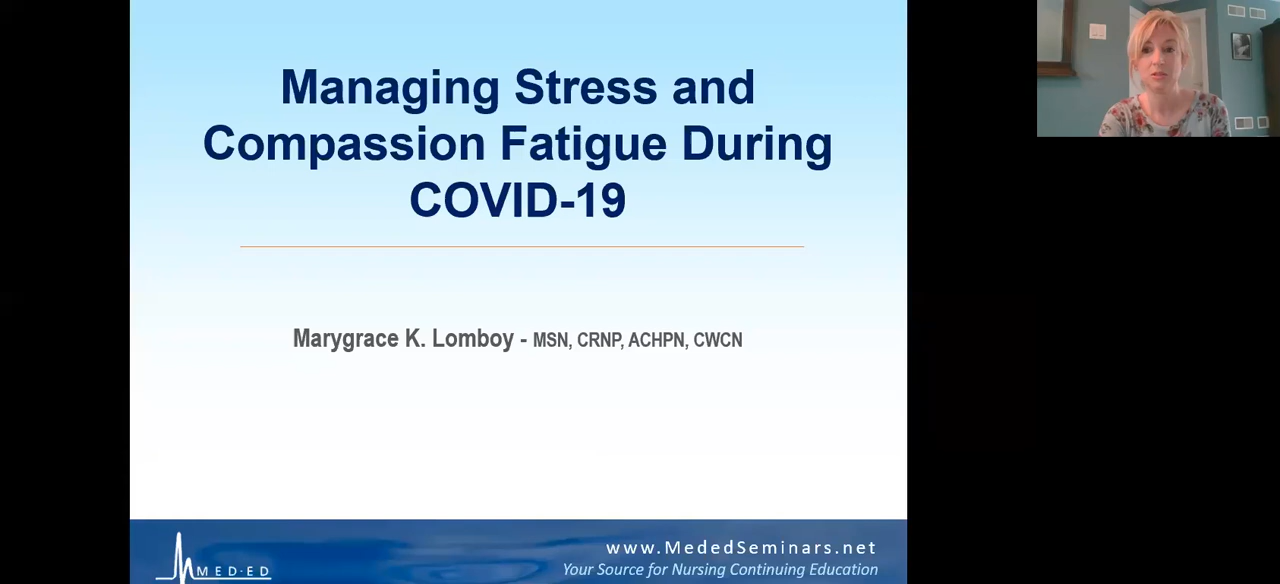 Managing Stress and
Compassion Fatigue During
COVID-19
Marygrace K. Lomboy - MSN, CRNP, ACHPN, CWCN
MED-ED
www.MededSeminars.net
Your Source for Nursing Continuing Education